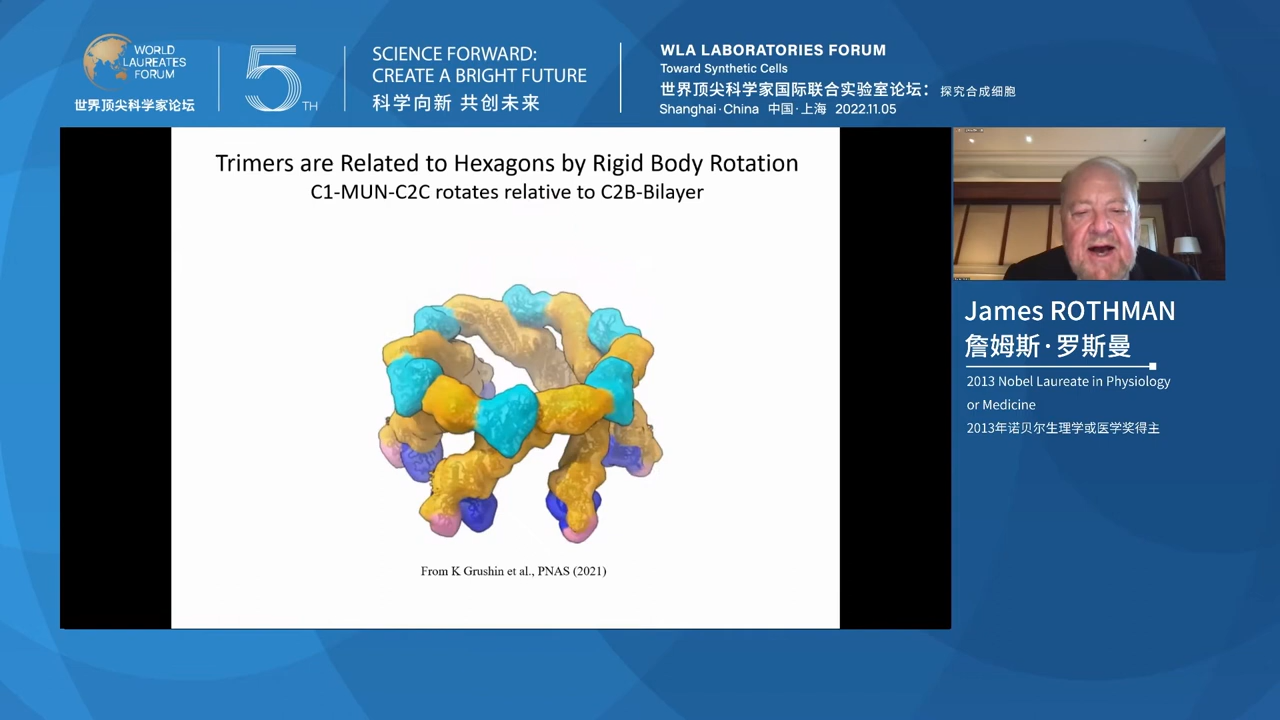 WORLD
LAUREATES
FORUM
世界顶尖科学家论坛
5TH
SCIENCE FORWARD:
CREATE A BRIGHT FUTURE
科学向新 共创未来
WLA LABORATORIES FORUM
Toward Synthetic Cells
世界顶尖科学家国际联合实验室论坛：探究合成细胞
Shanghai·China 中国·上海 2022.11.05
Trimers are Related to Hexagons by Rigid Body Rotation
C1-MUN-C2C rotates relative to C2B-Bilayer
From K Grushin et al., PNAS (2021)
James ROTHMAN
詹姆斯·罗斯曼
2013 Nobel Laureate in Physiology
or Medicine
2013年诺贝尔生理学或医学奖得主